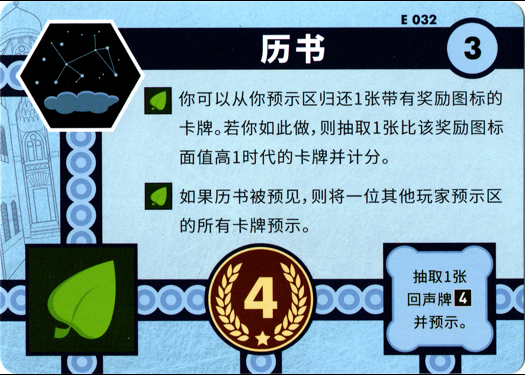 E 032
历书
3
你可以从你预示区归还1张带有奖励图标的
卡牌。若你如此做,则抽取1张比该奖励图标
面值高1时代的卡牌并计分。
如果历书被预见,则将一位其他玩家预示区
的所有卡牌预示。
4
抽取1张
回声牌 4
并预示。